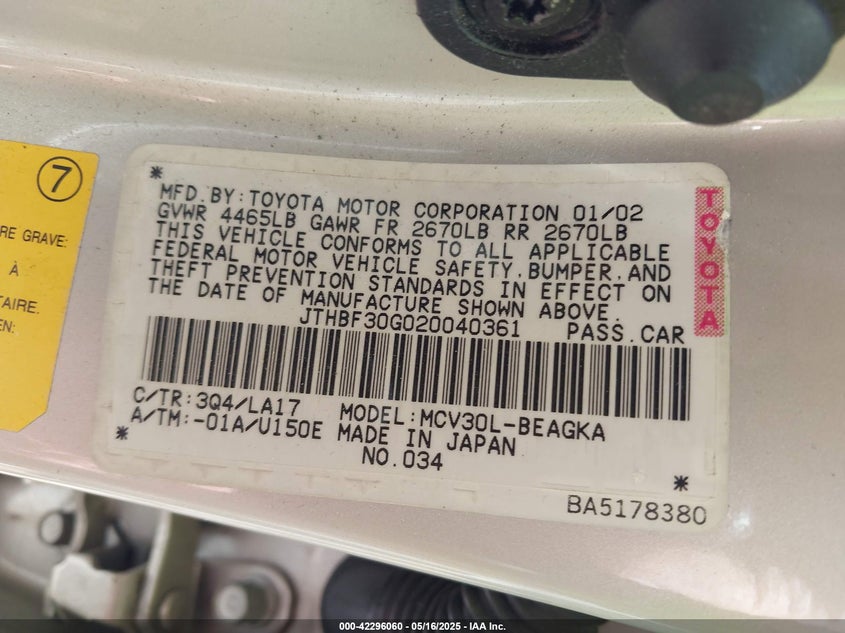 7
RE GRAVE:
À
TAIRE.
EN:
*
MFD.BY:TOYOTA MOTOR CORPORATION 01/02
GVWR 4465LB GAWR FR 2670LB RR 2670LB
THIS VEHICLE CONFORMS TO ALL APPLICABLE
FEDERAL MOTOR VEHICLE SAFETY,BUMPER,AND
THEFT PREVENTION STANDARDS IN EFFECT ON
THE DATE OF MANUFACTURE SHOWN ABOVE.
JTHBF30G020040361 PASS.CAR
TOYOTA
C/TR:3Q4/LA17 MODEL:MCV30L-BEAGKA
A/TM:-01A/U150E MADE IN JAPAN
* NO.034 *
BA5178380
000-42296060 - 05/16/2025 - IAA Inc.